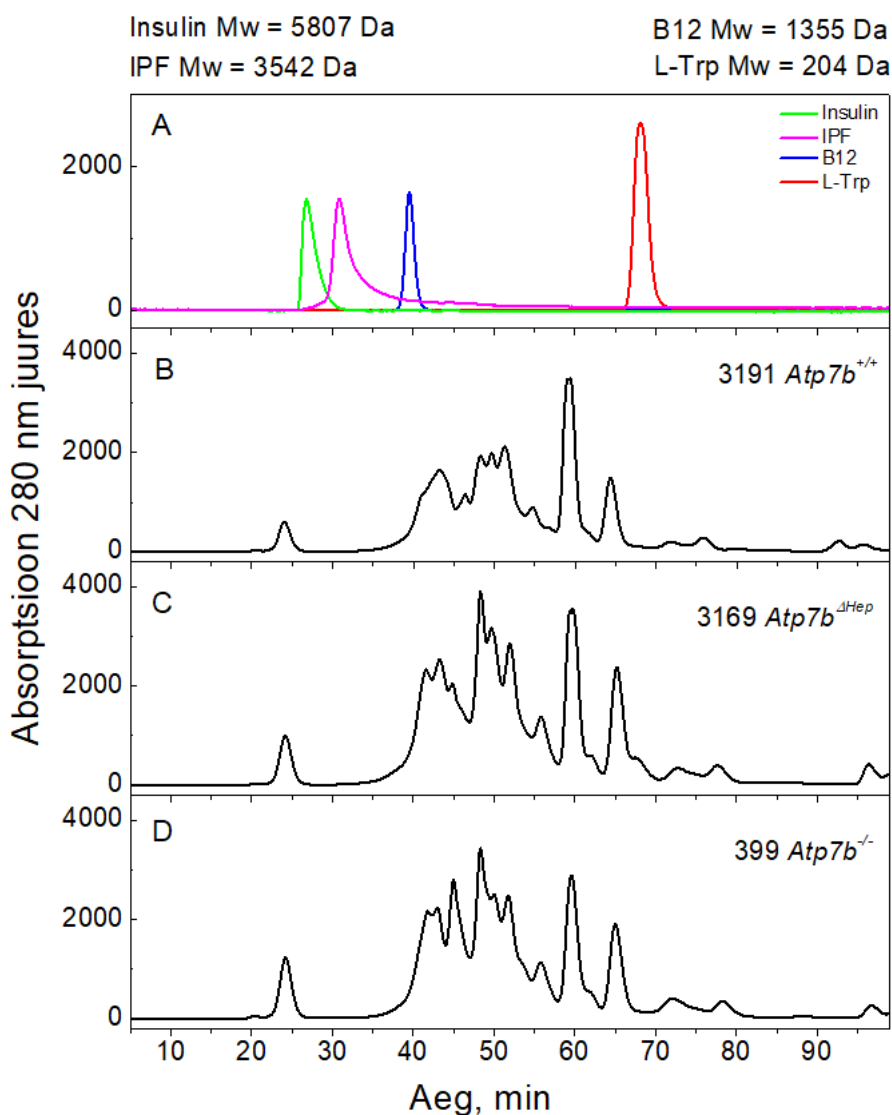 Insulin Mw = 5807 Da
B12 Mw = 1355 Da
IPF Mw = 3542 Da
L-Trp Mw = 204 Da
A
Insulin
IPF
B12
L-Trp
2000
0
B
3191 Atp7b+/+
4000
2000
0
C
3169 Atp7bΔHep
4000
2000
0
D
399 Atp7b-/-
4000
2000
0
10 20 30 40 50 60 70 80 90
Aeg, min
Absorptsioon 280 nm juures